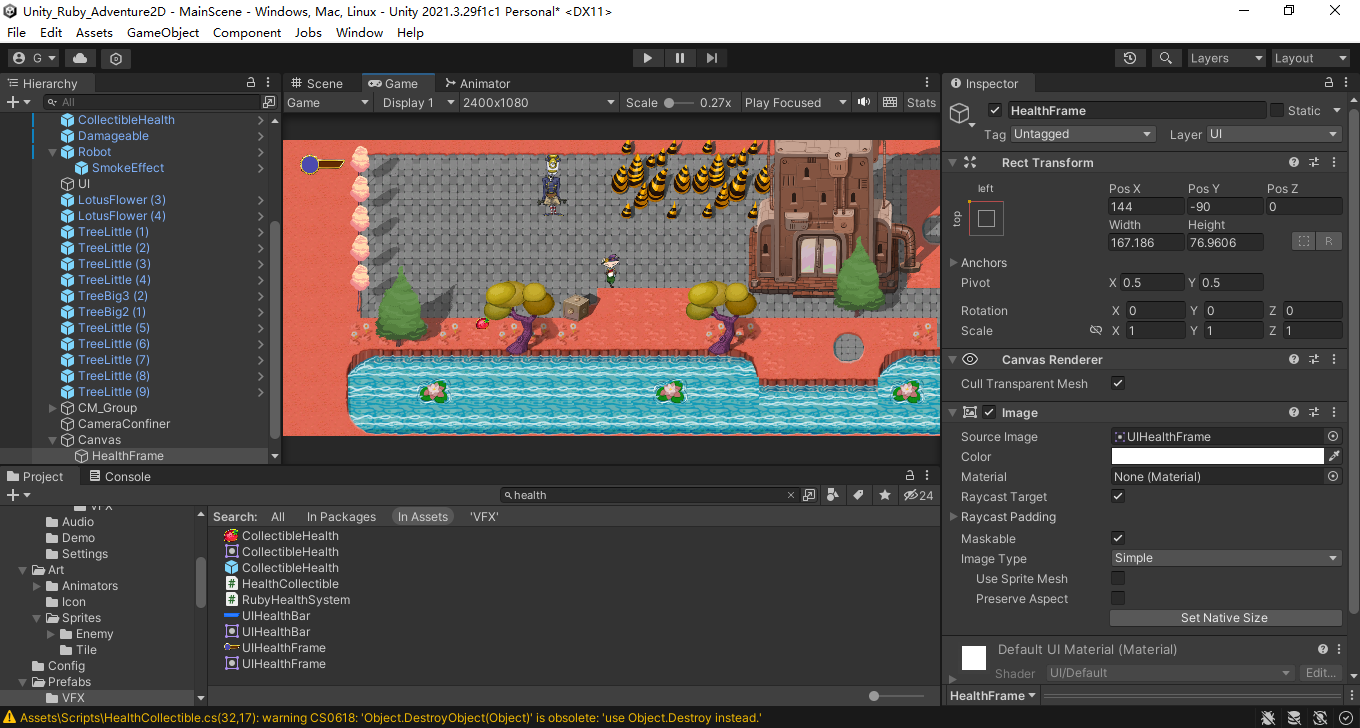 Unity_Ruby_Adventure2D - MainScene - Windows, Mac, Linux - Unity 2021.3.29f1c1 Personal* <DX11>
File Edit Assets GameObject Component Jobs Window Help
G Layers Layout
Hierarchy
All
CollectibleHealth
Damageable
Robot
SmokeEffect
UI
LotusFlower (3)
LotusFlower (4)
TreeLittle (1)
TreeLittle (2)
TreeLittle (3)
TreeLittle (4)
TreeBig3 (2)
TreeBig2 (1)
TreeLittle (5)
TreeLittle (6)
TreeLittle (7)
TreeLittle (8)
TreeLittle (9)
CM_Group
CameraConfiner
Canvas
HealthFrame
Scene Game Animator
Game Display 1 2400x1080 Scale 0.27x Play Focused Stats
Inspector
HealthFrame Static
Tag Untagged Layer UI
Rect Transform
left
top
Pos X Pos Y Pos Z
144 -90 0
Width Height
167.186 76.9606 R
Anchors
Pivot X 0.5 Y 0.5
Rotation X 0 Y 0 Z 0
Scale X 1 Y 1 Z 1
Canvas Renderer
Cull Transparent Mesh
Image
Source Image UIHealthFrame
Color
Material None (Material)
Raycast Target
Raycast Padding
Maskable
Image Type Simple
Use Sprite Mesh
Preserve Aspect
Set Native Size
Default UI Material (Material)
Shader UI/Default Edit...
HealthFrame
Project Console
health 24
VFX
Audio
Demo
Settings
Art
Animators
Icon
Sprites
Enemy
Tile
Config
Prefabs
VFX
Search: All In Packages In Assets 'VFX'
CollectibleHealth
CollectibleHealth
CollectibleHealth
HealthCollectible
RubyHealthSystem
UIHealthBar
UIHealthBar
UIHealthFrame
UIHealthFrame
Assets\Scripts\HealthCollectible.cs(32,17): warning CS0618: 'Object.DestroyObject(Object)' is obsolete: 'use Object.Destroy instead.'